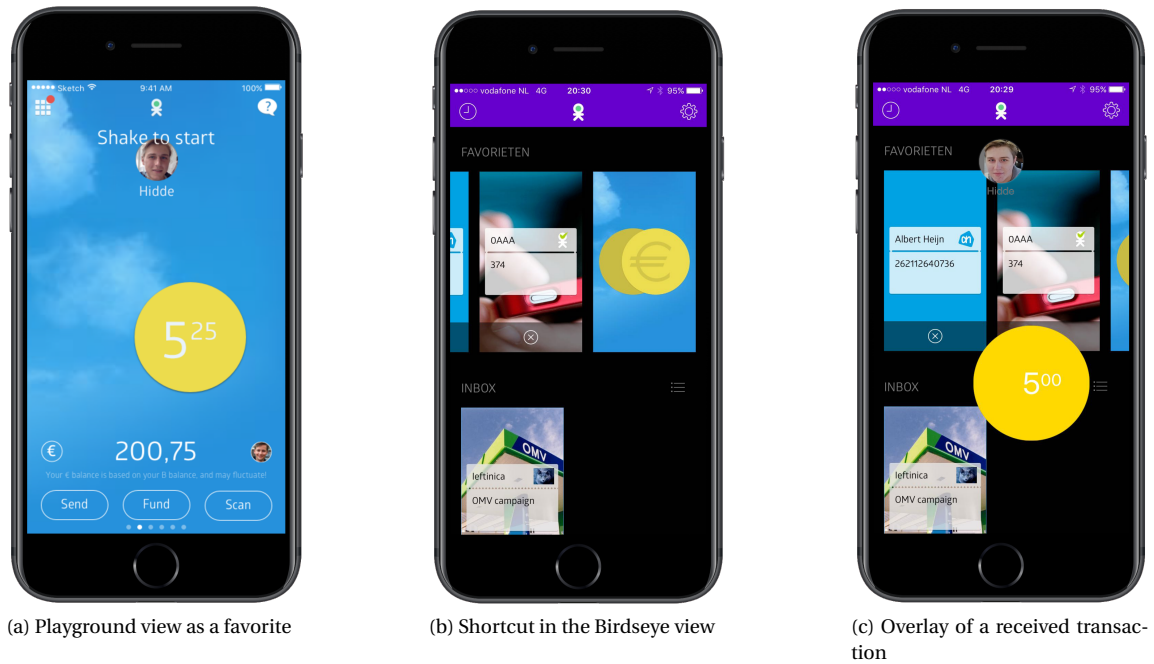 ●●●●● Sketch 9:41 AM 100%
?
Shake to start
Hidde
5 25
€ 200,75
Your € balance is based on your B balance, and may fluctuate!
Send Fund Scan
(a) Playground view as a favorite
●●○○○ vodafone NL 4G 20:30 95%
FAVORIETEN
0AAA
374
€
INBOX
OMV
leftinica
OMV campaign
(b) Shortcut in the Birdseye view
●●○○○ vodafone NL 4G 20:29 95%
FAVORIETEN
Hidde
Albert Heijn ah
262112640736
0AAA
374
5 00
INBOX
OMV
leftinica
OMV campaign
(c) Overlay of a received transac-
tion